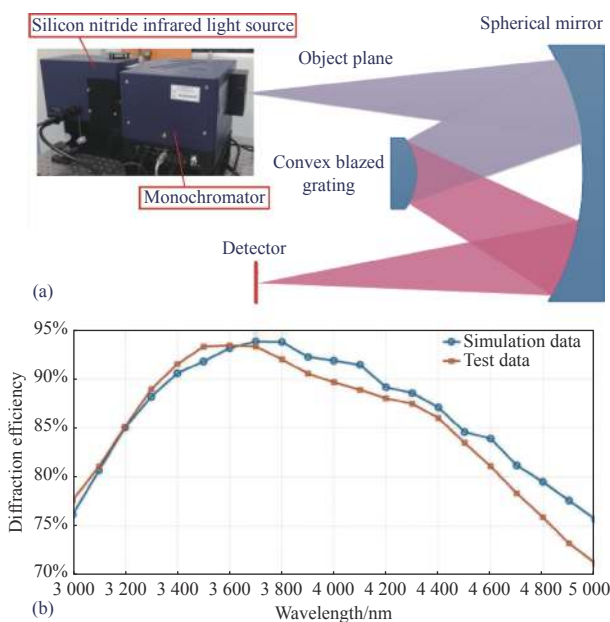 Silicon nitride infrared light source
Spherical mirror
Object plane
Convex blazed
grating
Monochromator
Detector
(a)
95%
90%
85%
80%
75%
70%
Diffraction efficiency
Simulation data
Test data
3 000
3 200
3 400
3 600
3 800
4 000
4 200
4 400
4 600
4 800
5 000
(b)
Wavelength/nm